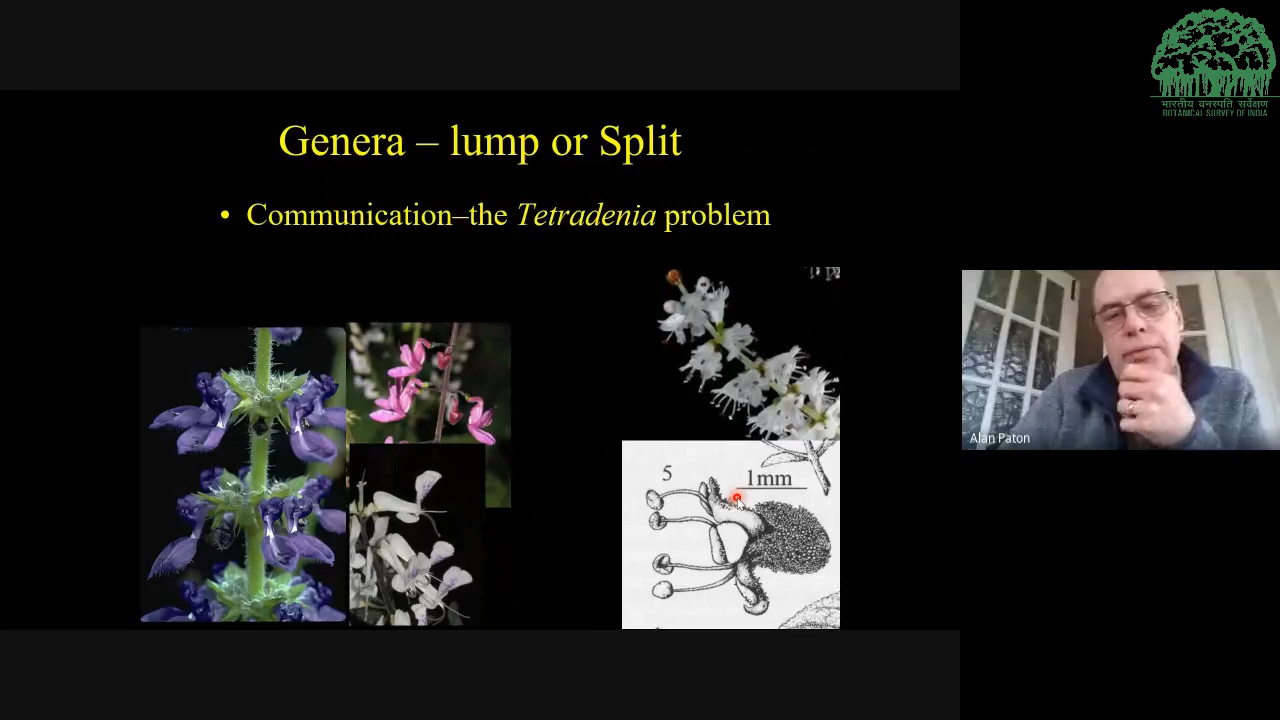 भारतीय वनस्पति सर्वेक्षण
BOTANICAL SURVEY OF INDIA
Genera – lump or Split
• Communication–the Tetradenia problem
5
1mm
Alan Paton